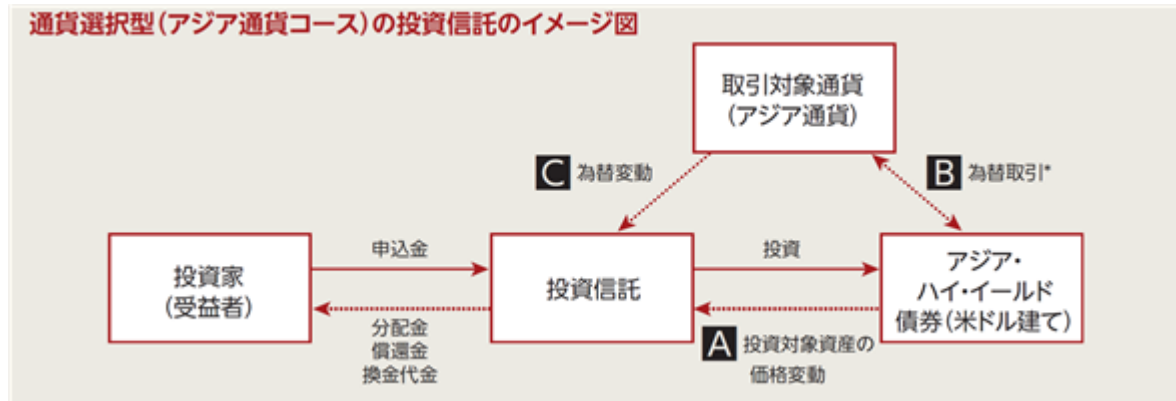 通貨選択型(アジア通貨コース)の投資信託のイメージ図
取引対象通貨
(アジア通貨)
C 為替変動
B 為替取引*
投資家
(受益者)
申込金
分配金
償還金
換金代金
投資信託
投資
A 投資対象資産の
価格変動
アジア・
ハイ・イールド
債券(米ドル建て)